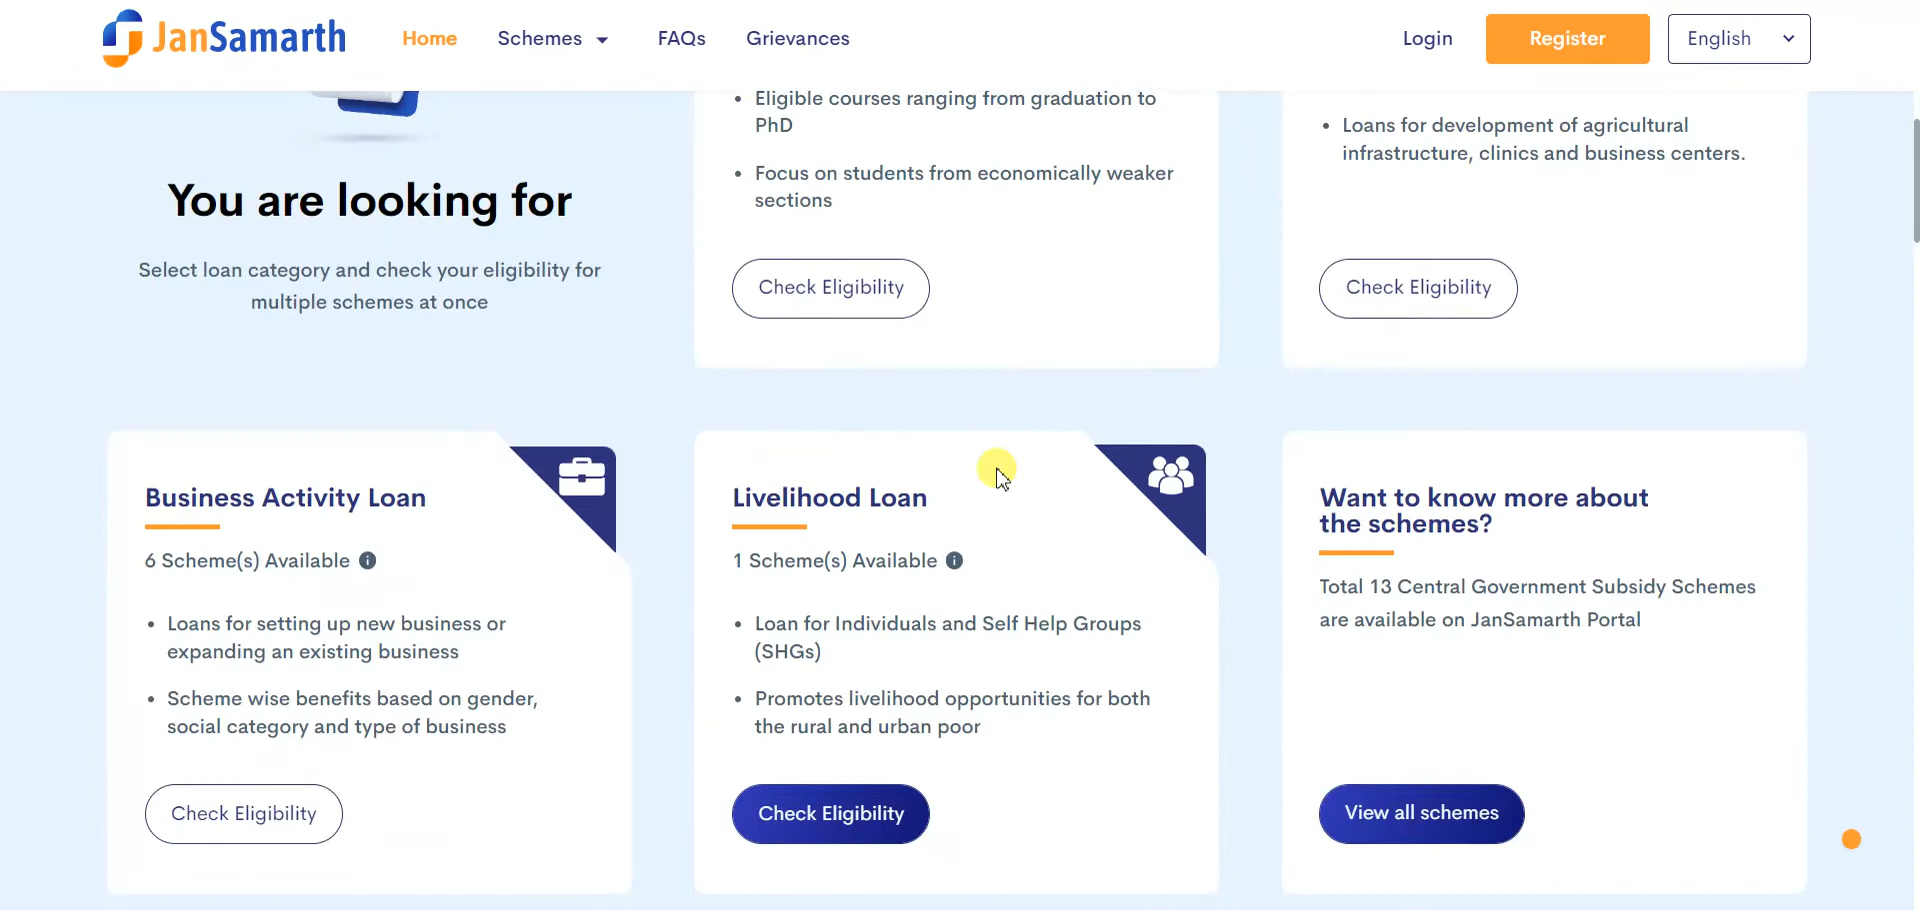 JanSamarth
Home
Schemes
FAQs
Grievances
Login
Register
English
You are looking for
Select loan category and check your eligibility for
multiple schemes at once
• Eligible courses ranging from graduation to
PhD
• Focus on students from economically weaker
sections
Check Eligibility
• Loans for development of agricultural
infrastructure, clinics and business centers.
Check Eligibility
Business Activity Loan
6 Scheme(s) Available
• Loans for setting up new business or
expanding an existing business
• Scheme wise benefits based on gender,
social category and type of business
Check Eligibility
Livelihood Loan
1 Scheme(s) Available
• Loan for Individuals and Self Help Groups
(SHGs)
• Promotes livelihood opportunities for both
the rural and urban poor
Check Eligibility
Want to know more about
the schemes?
Total 13 Central Government Subsidy Schemes
are available on JanSamarth Portal
View all schemes